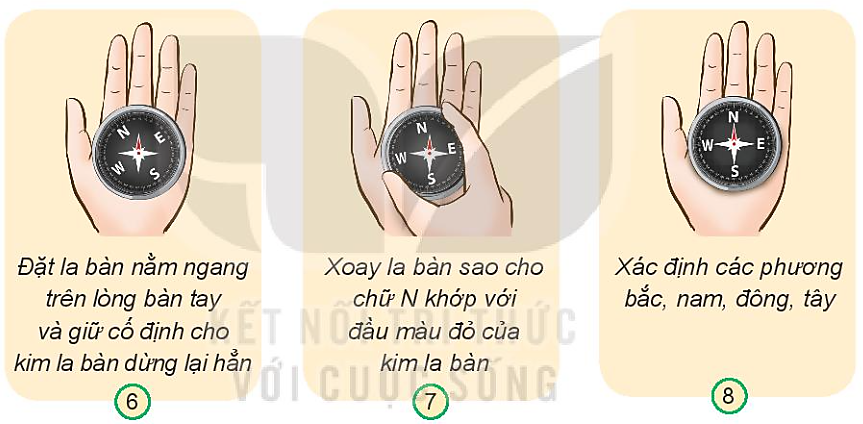 N
E
W
S
N
E
W
S
N
E
W
S
Đặt la bàn nằm ngang
trên lòng bàn tay
và giữ cố định cho
kim la bàn dừng lại hẳn
6
Xoay la bàn sao cho
chữ N khớp với
đầu màu đỏ của
kim la bàn
7
Xác định các phương
bắc, nam, đông, tây
8
KẾT NỐI TRI THỨC
VỚI CUỘC SỐNG